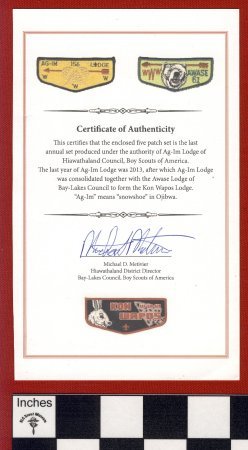 AG-IM 156 LODGE
W W W
WWW AWASE
61
Certificate of Authenticity
This certifies that the enclosed five patch set is the last
annual set produced under the authority of Ag-Im Lodge of
Hiawathaland Council, Boy Scouts of America.
The last year of Ag-Im Lodge was 2013, after which Ag-Im Lodge
was consolidated together with the Awase Lodge of
Bay-Lakes Council to form the Kon Wapos Lodge.
"Ag-Im" means "snowshoe" in Ojibwa.
Michael D. Metivier
Michael D. Metivier
Hiawathaland District Director
Bay-Lakes Council, Boy Scouts of America
KON
WAPOS
Inches